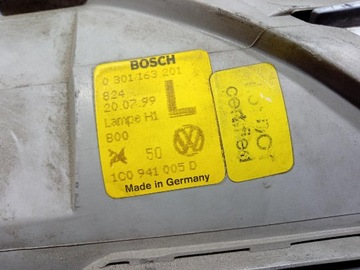 BOSCH
0 301 163 201
824
20.07.99
Lampe H1
L
800
50
1C0 941 005 D
Made in Germany
certified